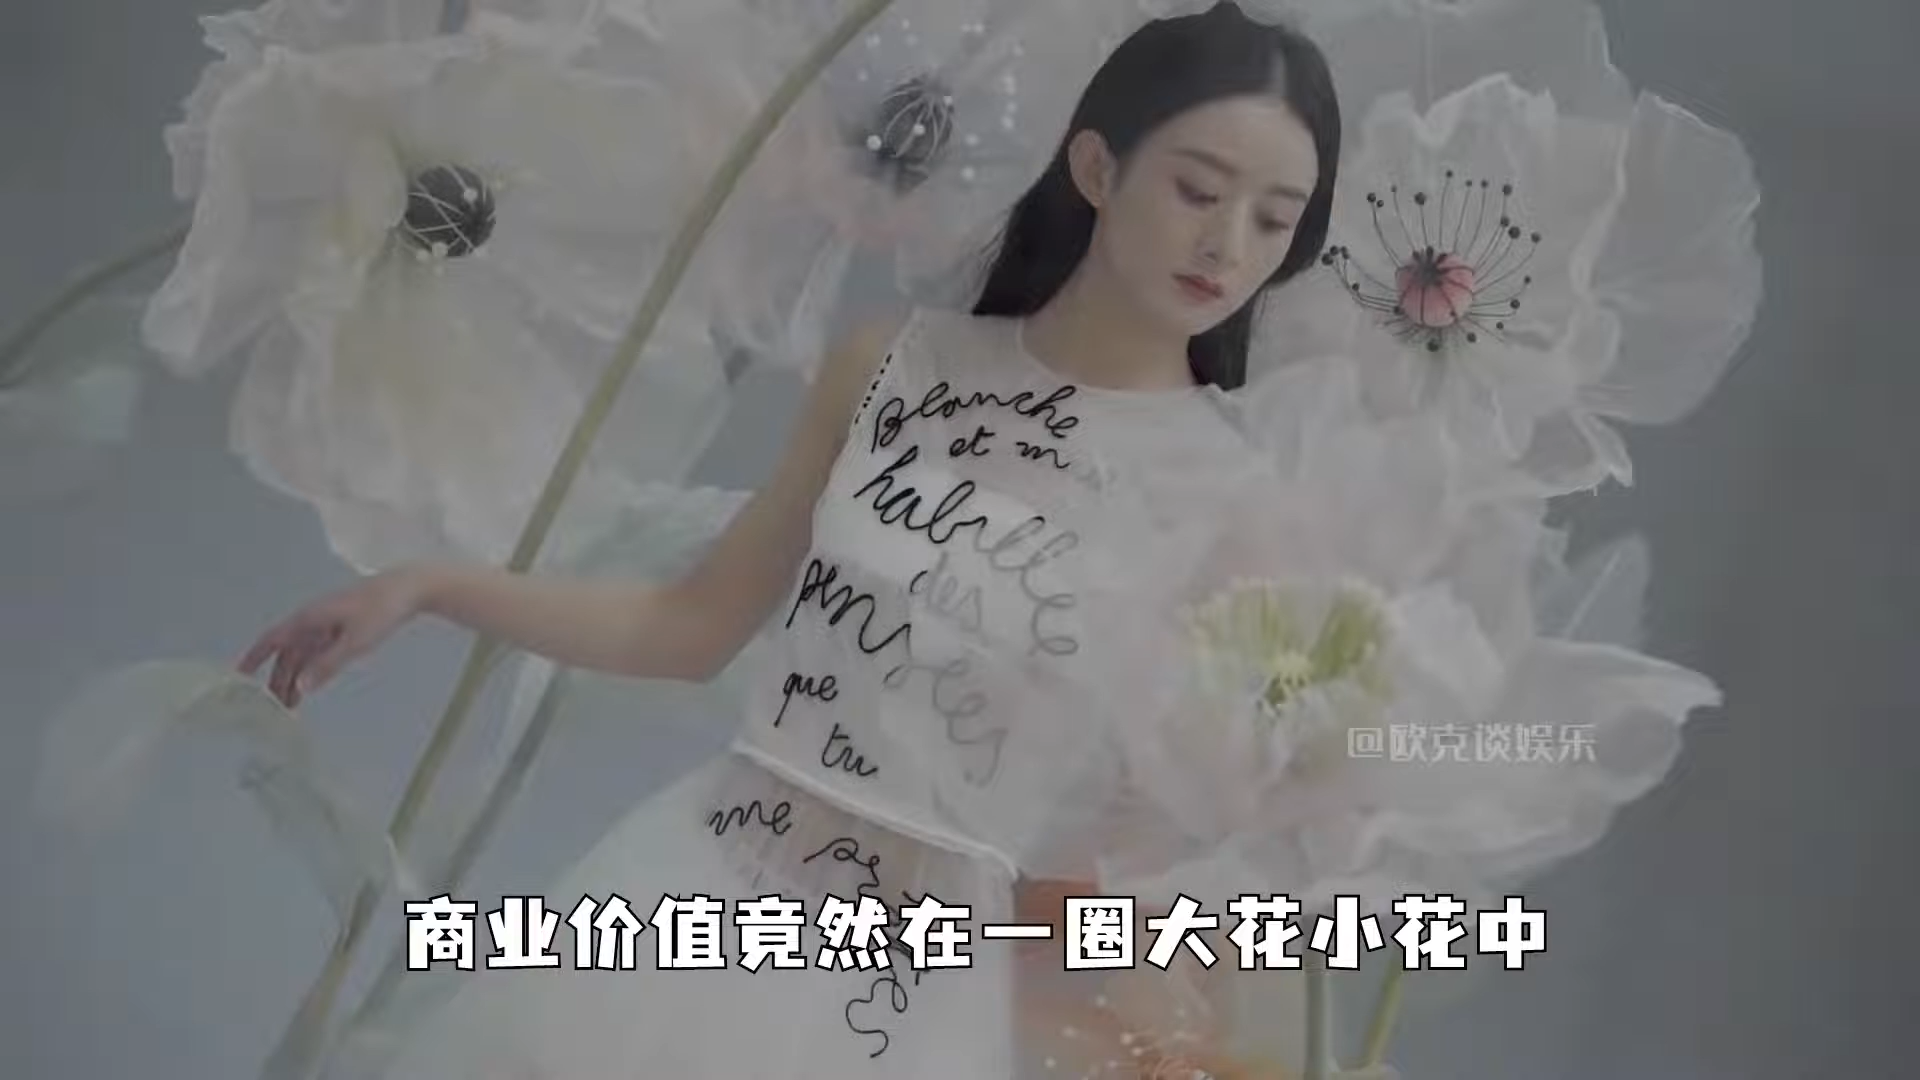 Blanche
et m
habille
des
pensées
que
tu
me
@欧克谈娱乐
商业价值竟然在一圈大花小花中